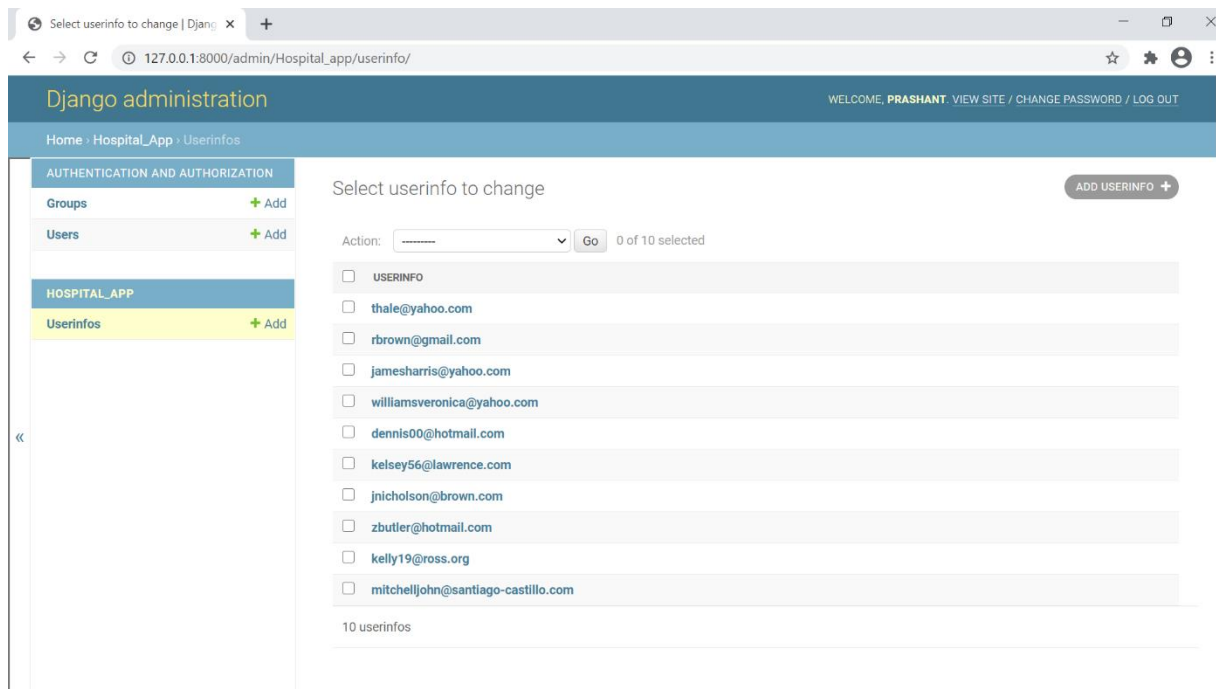 Select userinfo to change | Djang
127.0.0.1:8000/admin/Hospital_app/userinfo/
Django administration
WELCOME, PRASHANT. VIEW SITE / CHANGE PASSWORD / LOG OUT
Home › Hospital_App › Userinfos
AUTHENTICATION AND AUTHORIZATION
Groups + Add
Users + Add
HOSPITAL_APP
Userinfos + Add
«
Select userinfo to change
ADD USERINFO +
Action: --------- Go 0 of 10 selected
USERINFO
thale@yahoo.com
rbrown@gmail.com
jamesharris@yahoo.com
williamsveronica@yahoo.com
dennis00@hotmail.com
kelsey56@lawrence.com
jnicholson@brown.com
zbutler@hotmail.com
kelly19@ross.org
mitchelljohn@santiago-castillo.com
10 userinfos